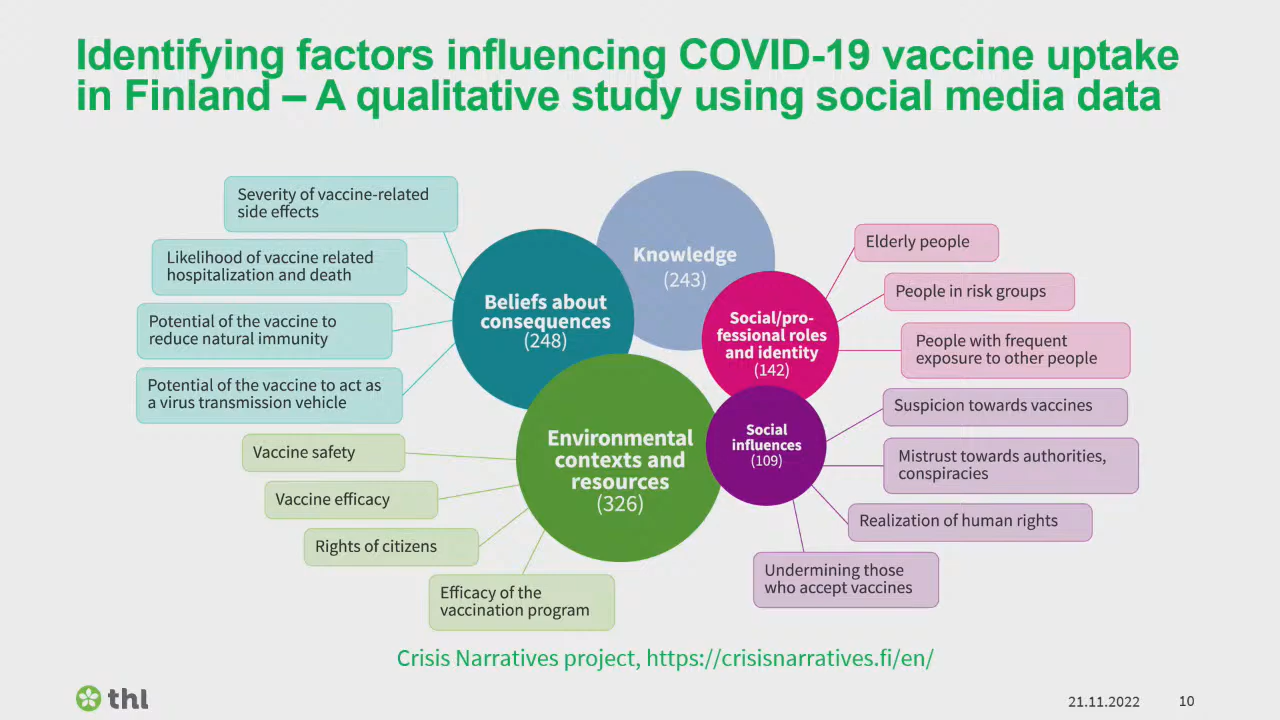 Identifying factors influencing COVID-19 vaccine uptake
in Finland – A qualitative study using social media data
Severity of vaccine-related
side effects
Likelihood of vaccine related
hospitalization and death
Potential of the vaccine to
reduce natural immunity
Potential of the vaccine to act as
a virus transmission vehicle
Beliefs about
consequences
(248)
Knowledge
(243)
Social/pro-
fessional roles
and identity
(142)
Elderly people
People in risk groups
People with frequent
exposure to other people
Environmental
contexts and
resources
(326)
Vaccine safety
Vaccine efficacy
Rights of citizens
Efficacy of the
vaccination program
Social
influences
(109)
Suspicion towards vaccines
Mistrust towards authorities,
conspiracies
Realization of human rights
Undermining those
who accept vaccines
Crisis Narratives project, https://crisisnarratives.fi/en/
thl
21.11.2022
10